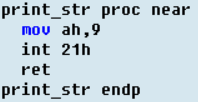 print_str proc near
mov ah,9
int 21h
ret
print_str endp